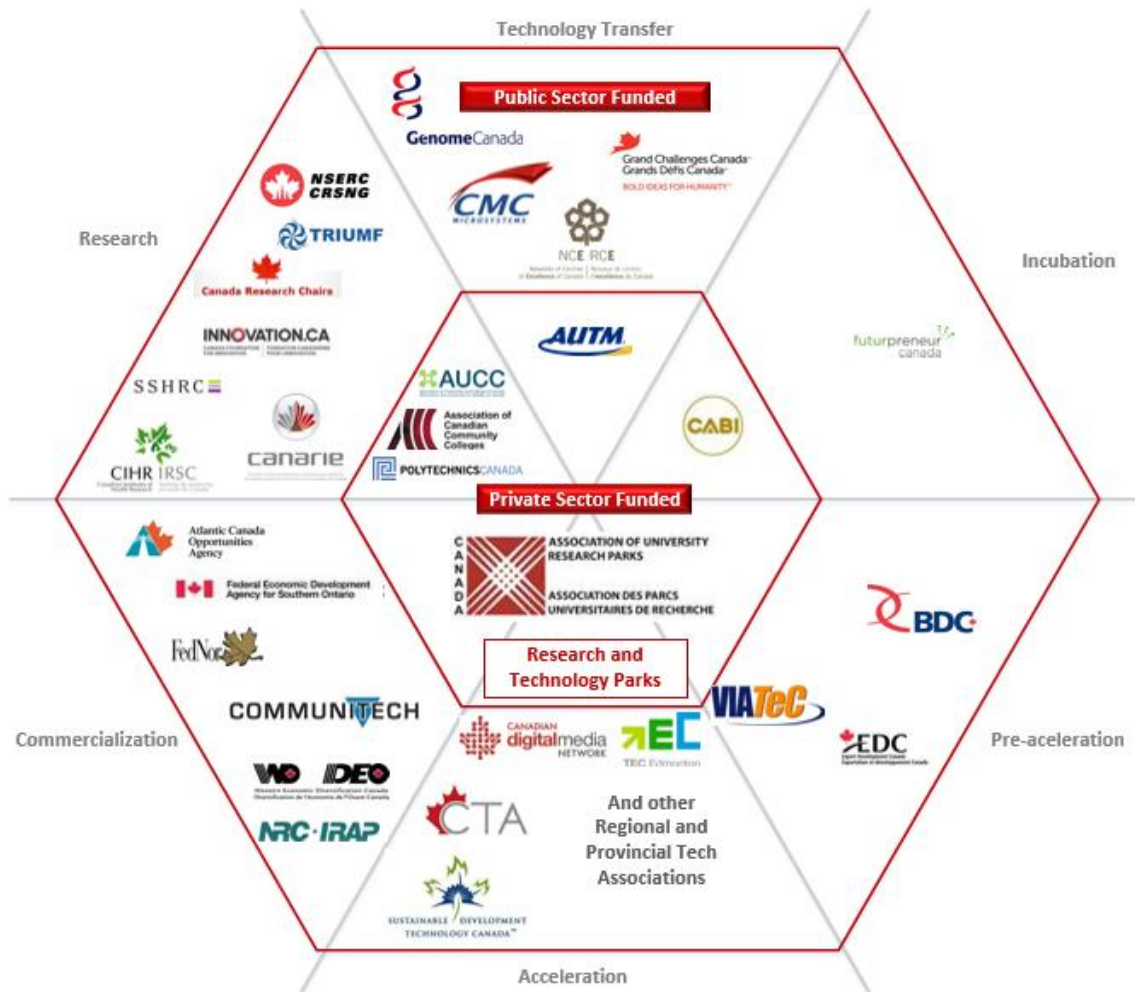 Technology Transfer
Public Sector Funded
GenomeCanada
Grand Challenges Canada™
Grands Défis Canada™
BOLD IDEAS FOR HUMANITY™
NSERC
CRSNG
CMC
MICROSYSTEMS
TRIUMF
Research
NCE RCE
Incubation
Canada Research Chairs
INNOVATION.CA
AUTM
futurpreneur
canada
SSHRC
AUCC
Association of
Canadian
Community
Colleges
CABI
CIHR IRSC
canarie
POLYTECHNICSCANADA
Private Sector Funded
Atlantic Canada
Opportunities
Agency
CANADA
ASSOCIATION OF UNIVERSITY
RESEARCH PARKS
ASSOCIATION DES PARCS
UNIVERSITAIRES DE RECHERCHE
Federal Economic Development
Agency for Southern Ontario
BDC
FedNor
Research and
Technology Parks
VIATeC
COMMUNITECH
CANADIAN
digitalmedia
NETWORK
TEC
TEC Edmonton
Commercialization
Pre-aceleration
EDC
WD DEO
Western Economic Diversification Canada
Diversification de l'économie de l'Ouest Canada
And other
Regional and
Provincial Tech
Associations
CTA
NRC·IRAP
SUSTAINABLE DEVELOPMENT
TECHNOLOGY CANADA™
Acceleration